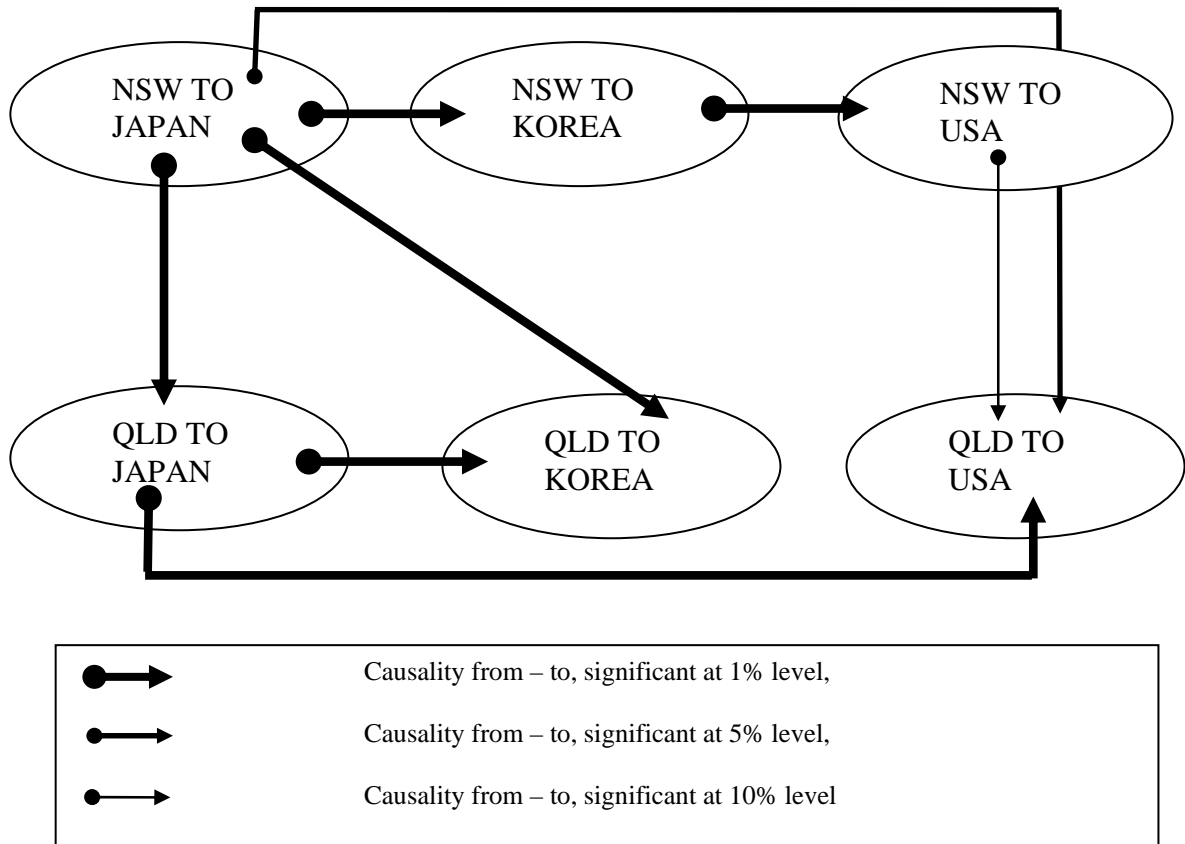 NSW TO
JAPAN
NSW TO
KOREA
NSW TO
USA
QLD TO
JAPAN
QLD TO
KOREA
QLD TO
USA
Causality from – to, significant at 1% level,
Causality from – to, significant at 5% level,
Causality from – to, significant at 10% level